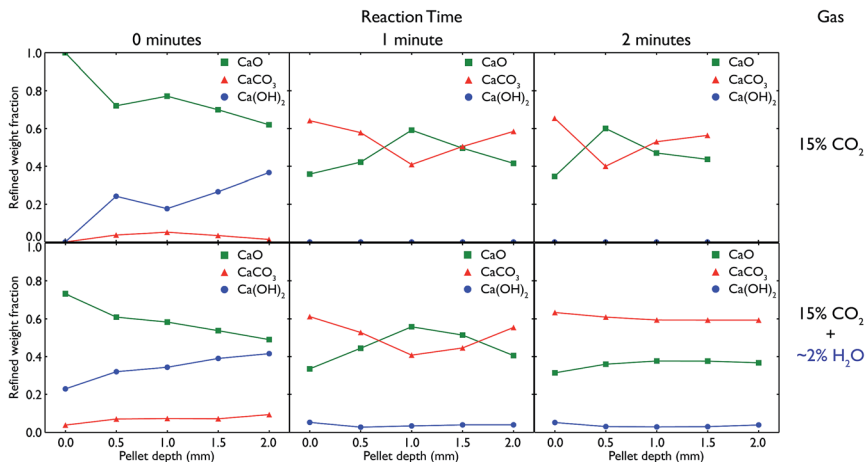 Reaction Time
Gas
0 minutes
1 minute
2 minutes
Refined weight fraction
1.0
0.8
0.6
0.4
0.2
0.0
CaO
CaCO₃
Ca(OH)₂
CaO
CaCO₃
Ca(OH)₂
CaO
CaCO₃
Ca(OH)₂
15% CO₂
Refined weight fraction
1.0
0.8
0.6
0.4
0.2
0.0
CaO
CaCO₃
Ca(OH)₂
CaO
CaCO₃
Ca(OH)₂
CaO
CaCO₃
Ca(OH)₂
15% CO₂
+
~2% H₂O
0.0 0.5 1.0 1.5 2.0
0.0 0.5 1.0 1.5 2.0
0.0 0.5 1.0 1.5 2.0
Pellet depth (mm)
Pellet depth (mm)
Pellet depth (mm)